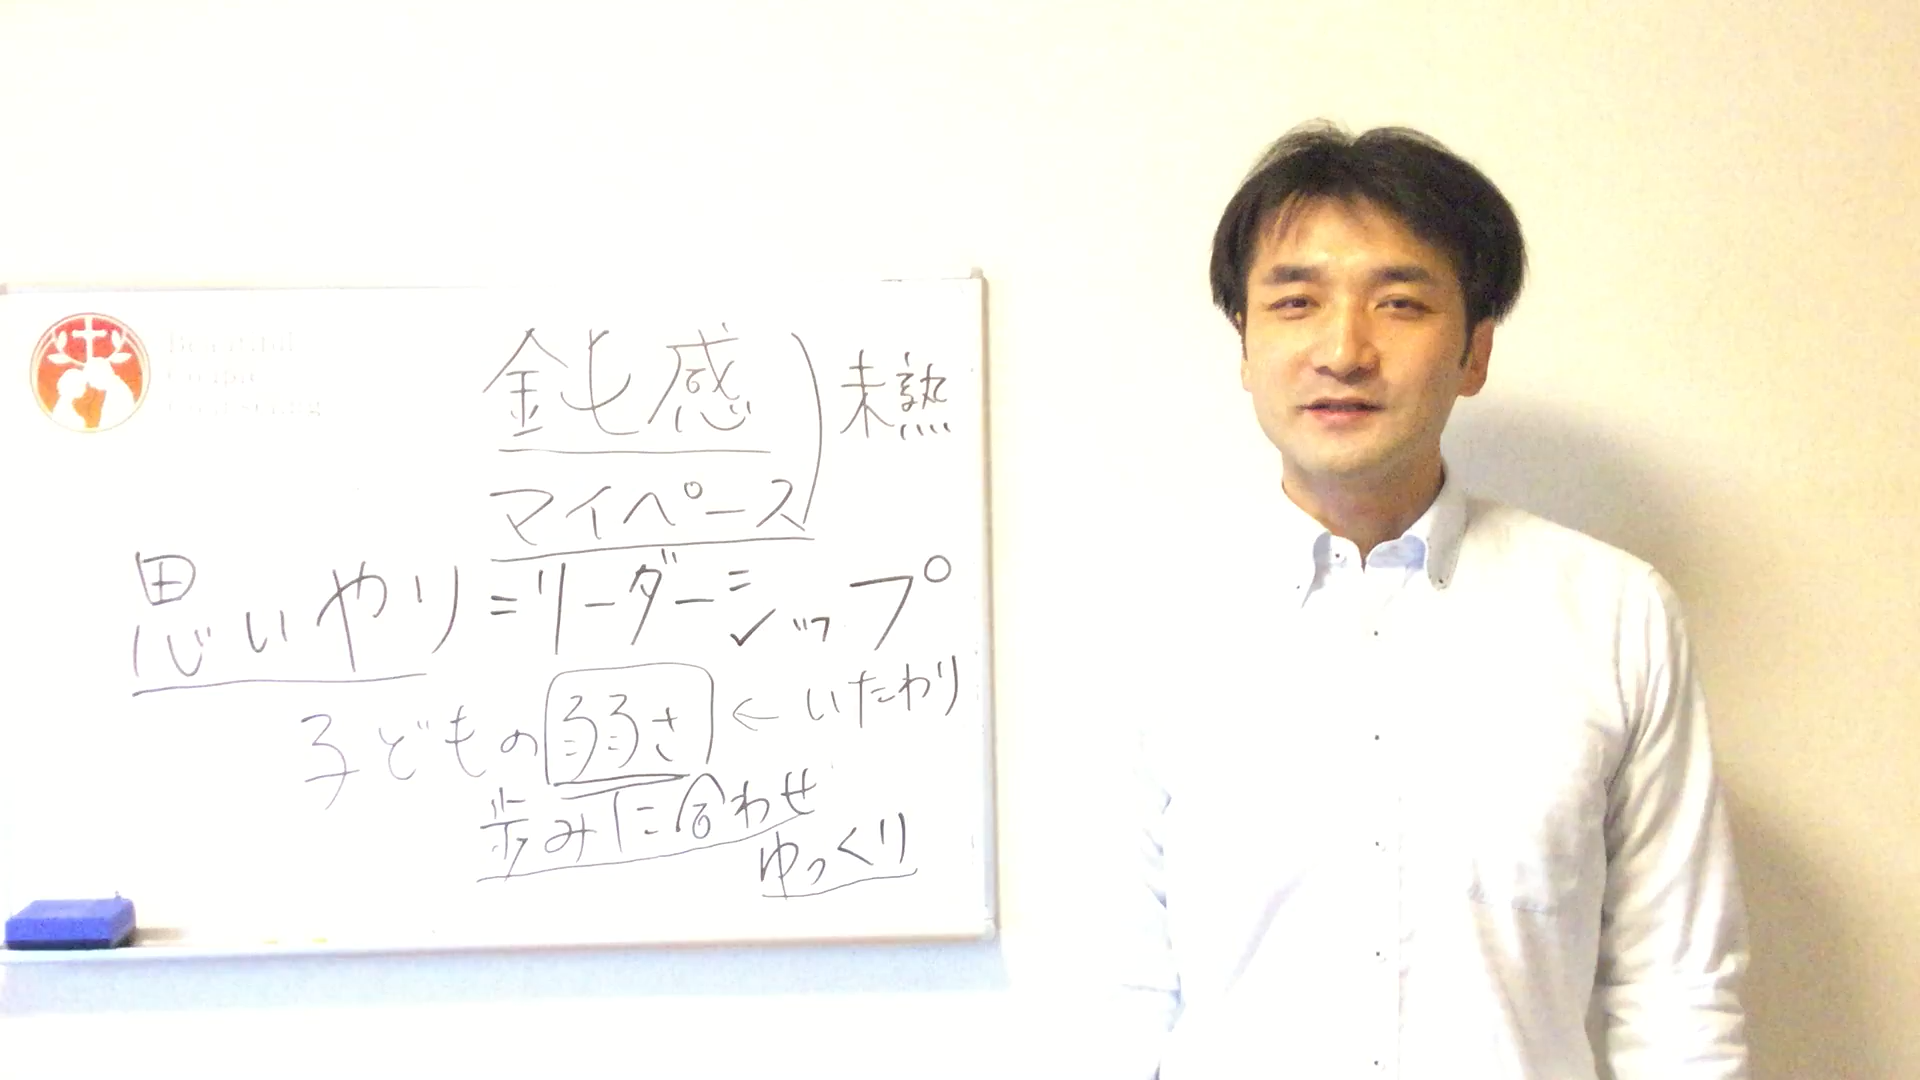 鈍感 未熟
マイペース
思いやり=リーダーシップ
子どもの弱さ←いたわり
歩みに合わせ
ゆっくり